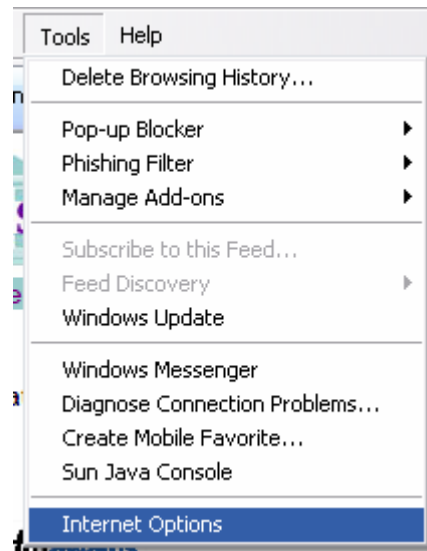 Tools Help
Delete Browsing History...
Pop-up Blocker
Phishing Filter
Manage Add-ons
Subscribe to this Feed...
Feed Discovery
Windows Update
Windows Messenger
Diagnose Connection Problems...
Create Mobile Favorite...
Sun Java Console
Internet Options